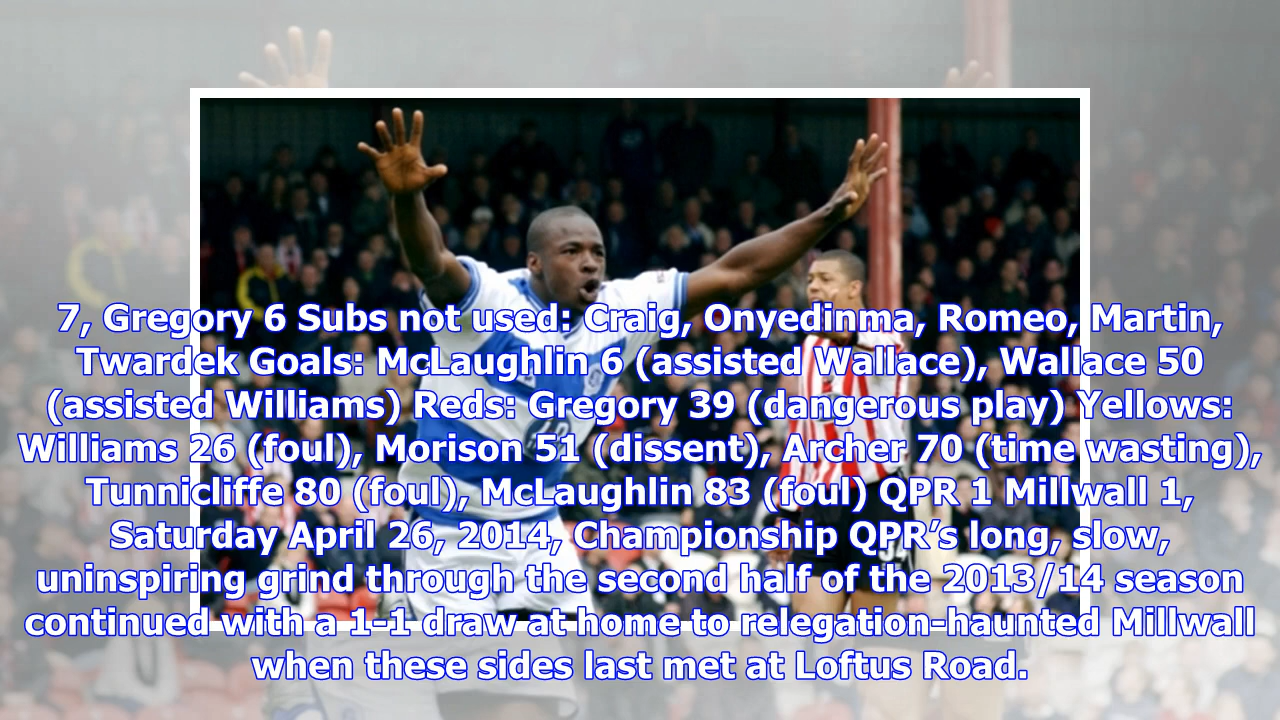 7, Gregory 6 Subs not used: Craig, Onyedinma, Romeo, Martin,
Twardek Goals: McLaughlin 6 (assisted Wallace), Wallace 50
(assisted Williams) Reds: Gregory 39 (dangerous play) Yellows:
Williams 26 (foul), Morison 51 (dissent), Archer 70 (time wasting),
Tunnicliffe 80 (foul), McLaughlin 83 (foul) QPR 1 Millwall 1,
Saturday April 26, 2014, Championship QPR’s long, slow,
uninspiring grind through the second half of the 2013/14 season
continued with a 1-1 draw at home to relegation-haunted Millwall
when these sides last met at Loftus Road.